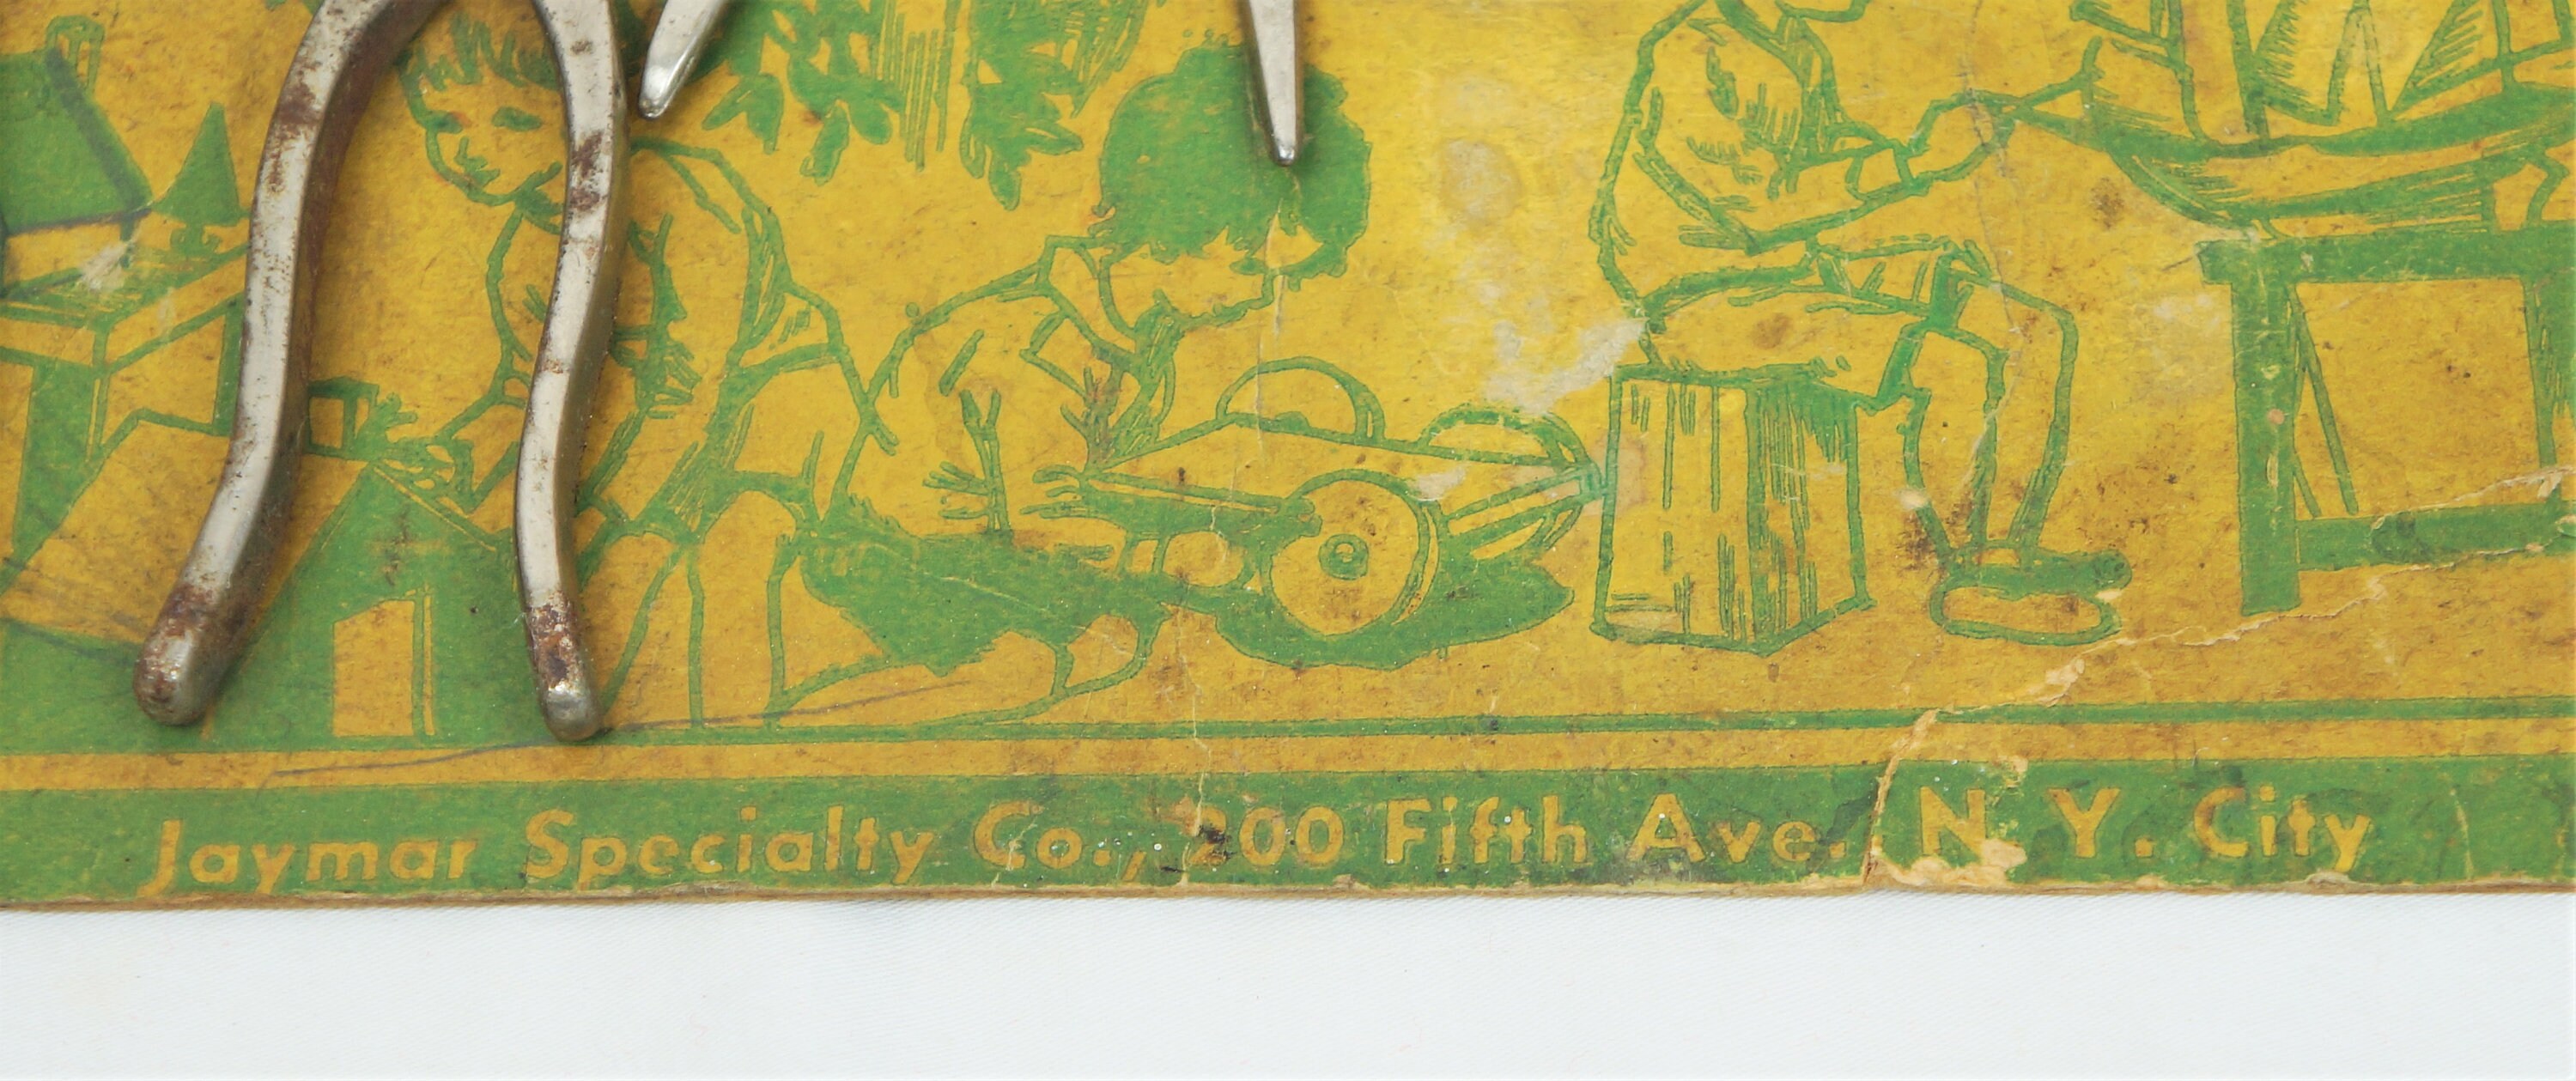 Jaymar Specialty Co., 200 Fifth Ave. N. Y. City